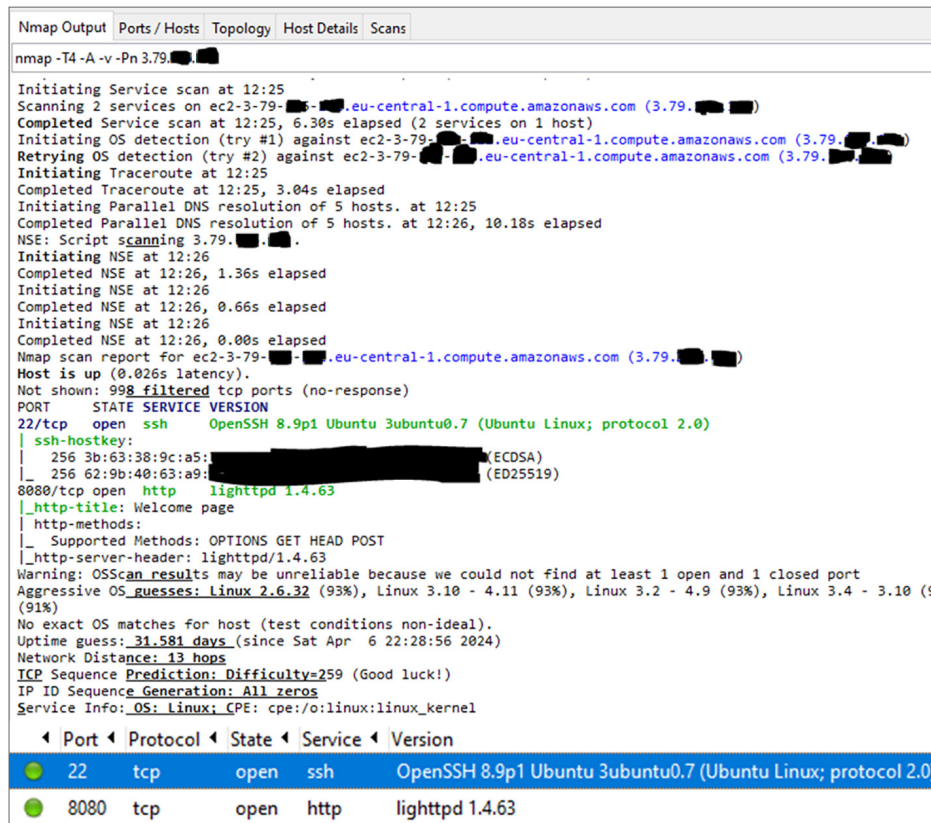 Nmap Output Ports / Hosts Topology Host Details Scans
nmap -T4 -A -v -Pn 3.79.
Initiating Service scan at 12:25
Scanning 2 services on ec2-3-79- - .eu-central-1.compute.amazonaws.com (3.79. )
Completed Service scan at 12:25, 6.30s elapsed (2 services on 1 host)
Initiating OS detection (try #1) against ec2-3-79- - .eu-central-1.compute.amazonaws.com (3.79. . )
Retrying OS detection (try #2) against ec2-3-79- - .eu-central-1.compute.amazonaws.com (3.79. . )
Initiating Traceroute at 12:25
Completed Traceroute at 12:25, 3.04s elapsed
Initiating Parallel DNS resolution of 5 hosts. at 12:25
Completed Parallel DNS resolution of 5 hosts. at 12:26, 10.18s elapsed
NSE: Script scanning 3.79. . .
Initiating NSE at 12:26
Completed NSE at 12:26, 1.36s elapsed
Initiating NSE at 12:26
Completed NSE at 12:26, 0.66s elapsed
Initiating NSE at 12:26
Completed NSE at 12:26, 0.00s elapsed
Nmap scan report for ec2-3-79- - .eu-central-1.compute.amazonaws.com (3.79. . )
Host is up (0.026s latency).
Not shown: 998 filtered tcp ports (no-response)
PORT STATE SERVICE VERSION
22/tcp open ssh OpenSSH 8.9p1 Ubuntu 3ubuntu0.7 (Ubuntu Linux; protocol 2.0)
| ssh-hostkey:
| 256 3b:63:38:9c:a5: (ECDSA)
|_ 256 62:9b:40:63:a9: (ED25519)
8080/tcp open http lighttpd 1.4.63
|_http-title: Welcome page
| http-methods:
|_ Supported Methods: OPTIONS GET HEAD POST
|_http-server-header: lighttpd/1.4.63
Warning: OSScan results may be unreliable because we could not find at least 1 open and 1 closed port
Aggressive OS guesses: Linux 2.6.32 (93%), Linux 3.10 - 4.11 (93%), Linux 3.2 - 4.9 (93%), Linux 3.4 - 3.10 (
(91%)
No exact OS matches for host (test conditions non-ideal).
Uptime guess: 31.581 days (since Sat Apr 6 22:28:56 2024)
Network Distance: 13 hops
TCP Sequence Prediction: Difficulty=259 (Good luck!)
IP ID Sequence Generation: All zeros
Service Info: OS: Linux; CPE: cpe:/o:linux:linux_kernel
Port Protocol State Service Version
22 tcp open ssh OpenSSH 8.9p1 Ubuntu 3ubuntu0.7 (Ubuntu Linux; protocol 2.0
8080 tcp open http lighttpd 1.4.63